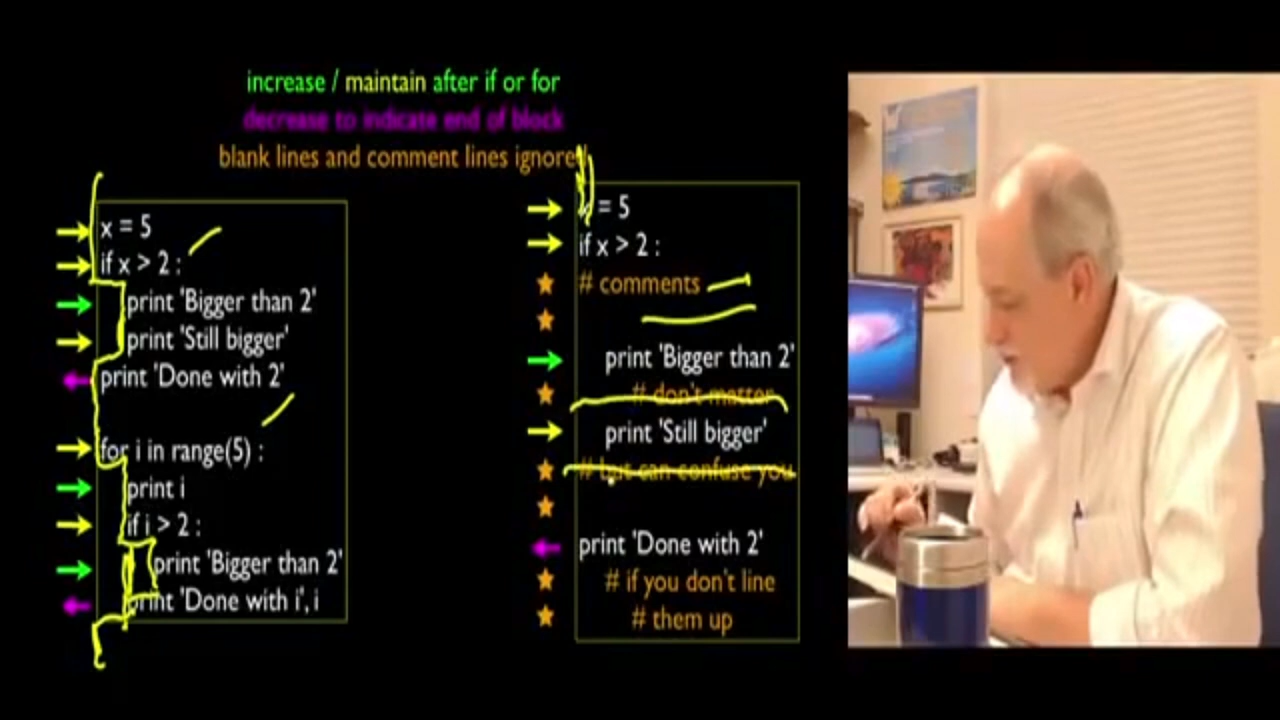 increase / maintain after if or for
decrease to indicate end of block
blank lines and comment lines ignored
x = 5
if x > 2 :
print 'Bigger than 2'
print 'Still bigger'
print 'Done with 2'
for i in range(5) :
print i
if i > 2 :
print 'Bigger than 2'
print 'Done with i', i
x = 5
if x > 2 :
# comments
print 'Bigger than 2'
# don't matter
print 'Still bigger'
# but can confuse you
print 'Done with 2'
# if you don't line
# them up